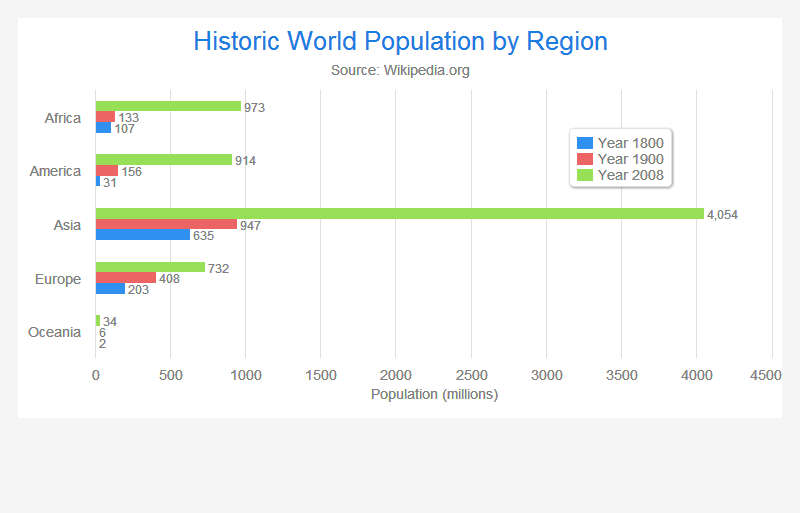 Historic World Population by Region
Source: Wikipedia.org
Africa
973
133
107
America
914
156
31
Asia
4,054
947
635
Europe
732
408
203
Oceania
34
6
2
Year 1800
Year 1900
Year 2008
0 500 1000 1500 2000 2500 3000 3500 4000 4500
Population (millions)